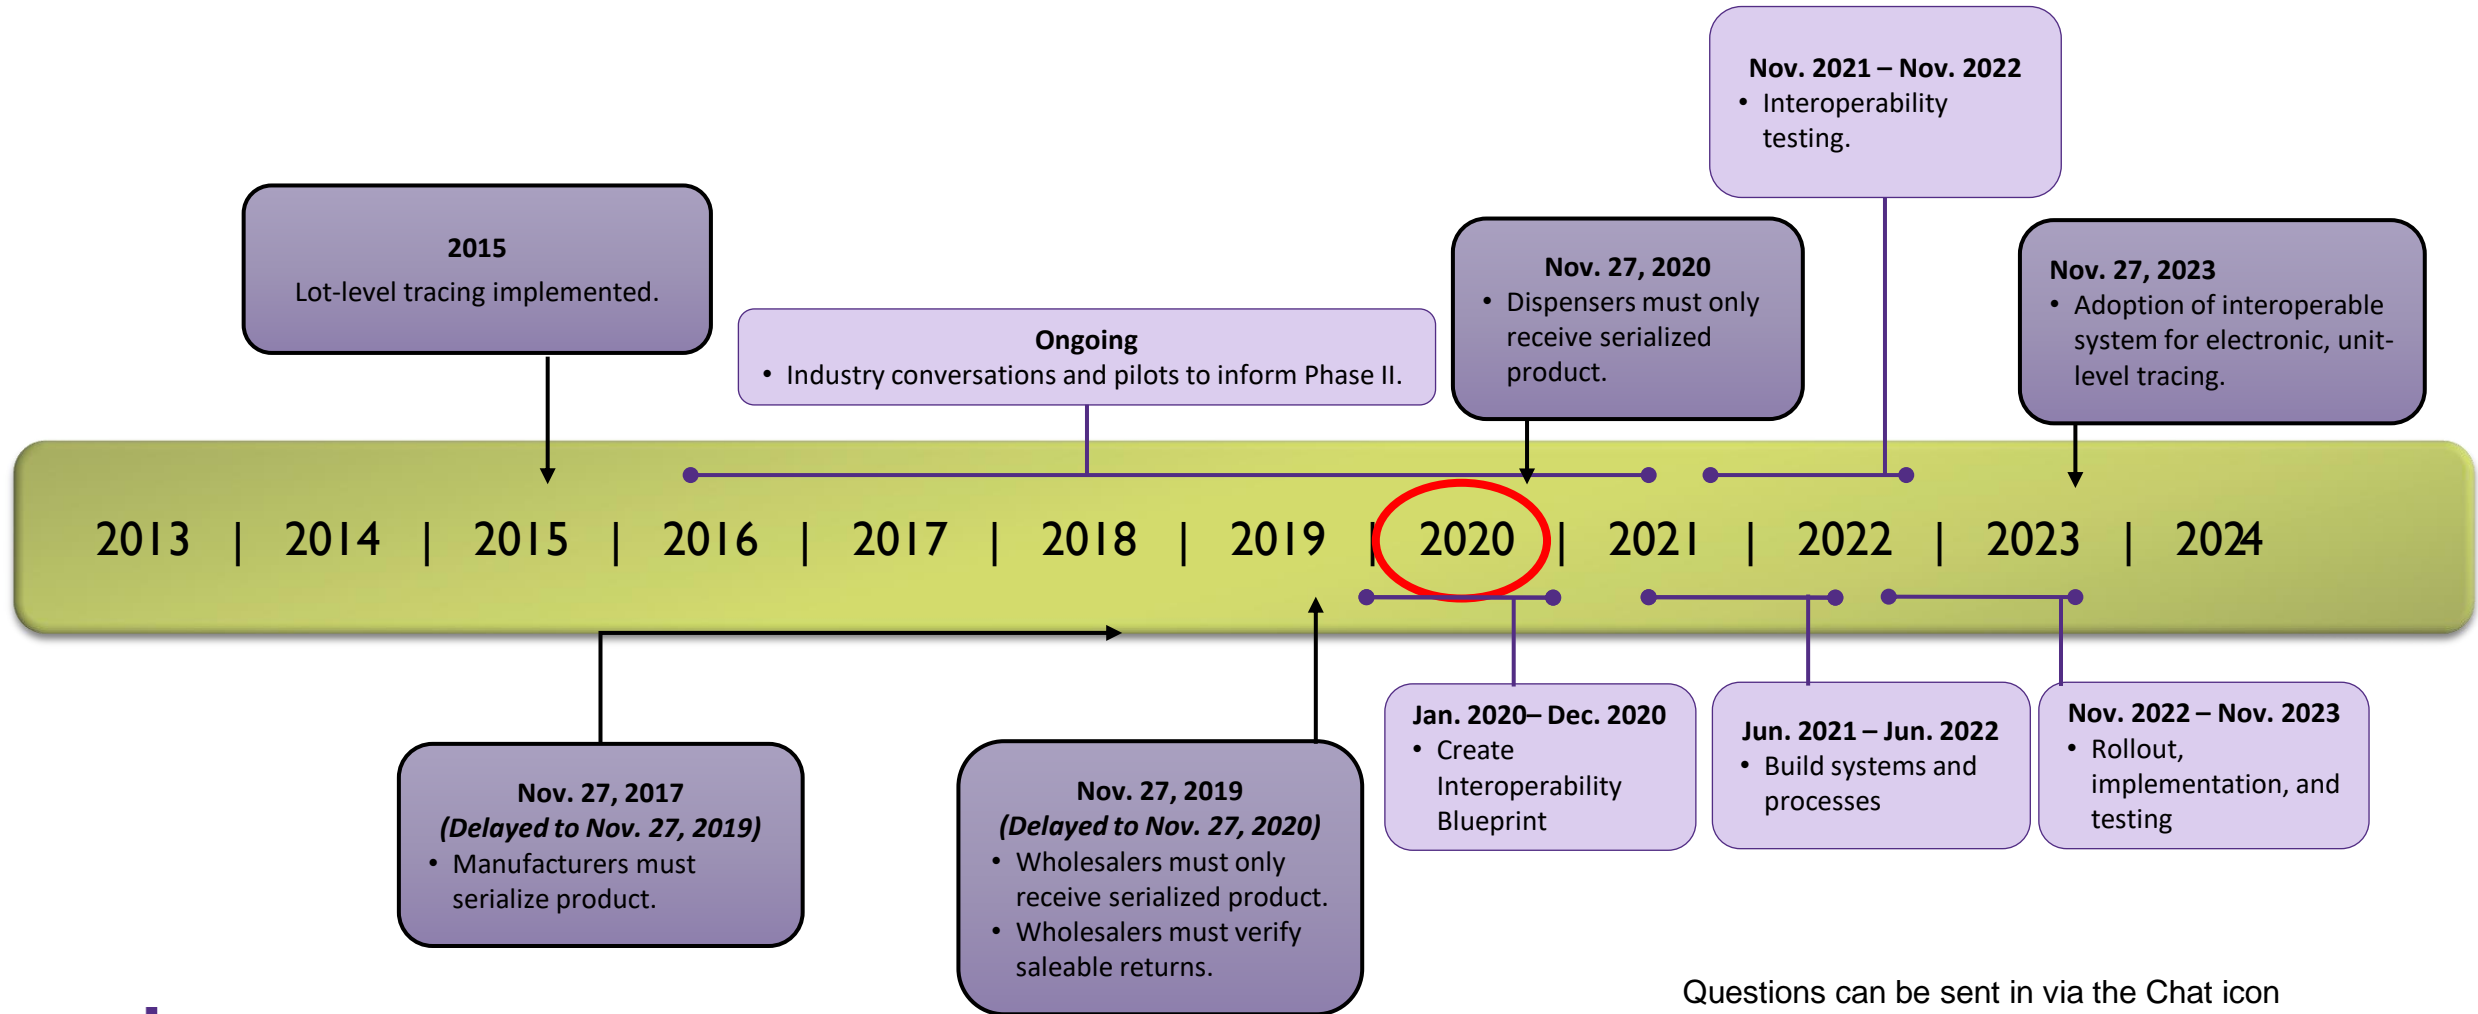 Nov. 2021 – Nov. 2022
• Interoperability
testing.
2015
Lot-level tracing implemented.
Ongoing
• Industry conversations and pilots to inform Phase II.
Nov. 27, 2020
• Dispensers must only
receive serialized
product.
Nov. 27, 2023
• Adoption of interoperable
system for electronic, unit-
level tracing.
2013 | 2014 | 2015 | 2016 | 2017 | 2018 | 2019 | 2020 | 2021 | 2022 | 2023 | 2024
Nov. 27, 2017
(Delayed to Nov. 27, 2019)
• Manufacturers must
serialize product.
Nov. 27, 2019
(Delayed to Nov. 27, 2020)
• Wholesalers must only
receive serialized product.
• Wholesalers must verify
saleable returns.
Jan. 2020– Dec. 2020
• Create
Interoperability
Blueprint
Jun. 2021 – Jun. 2022
• Build systems and
processes
Nov. 2022 – Nov. 2023
• Rollout,
implementation, and
testing
Questions can be sent in via the Chat icon